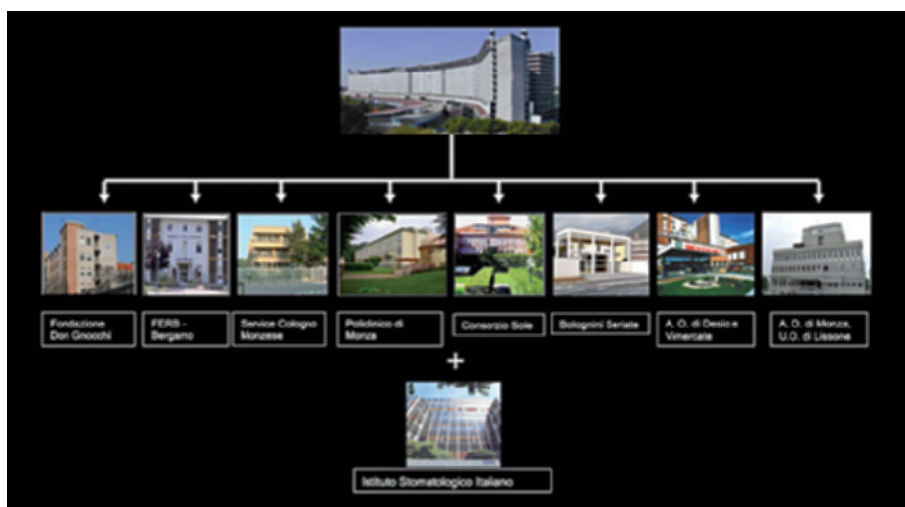 Fondazione
Don Gnocchi
FERB -
Bergamo
Service Cologno
Monzese
Policlinico di
Monza
Consorzio Sole
Bolognini Seriate
A. O. di Desio e
Vimercate
A. O. di Monza,
U.O. di Lissone
+
Istituto Stomatologico Italiano